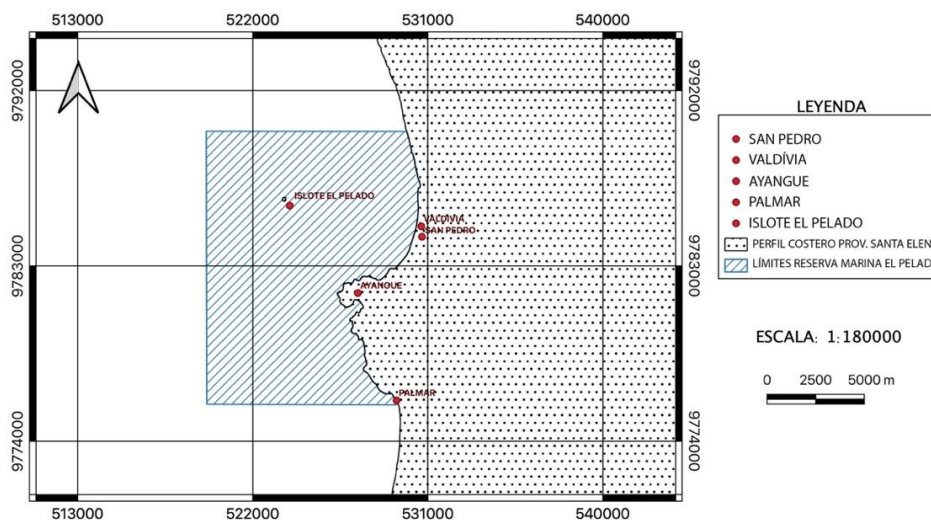 513000
522000
531000
540000
9792000
9792000
LEYENDA
SAN PEDRO
VALDÍVIA
AYANGUE
PALMAR
ISLOTE EL PELADO
PERFIL COSTERO PROV. SANTA ELEN
LÍMITES RESERVA MARINA EL PELAD
ISLOTE EL PELADO
VALDIVIA
SAN PEDRO
9783000
9783000
AYANGUE
ESCALA: 1:180000
0 2500 5000 m
PALMAR
9774000
9774000
513000
522000
531000
540000